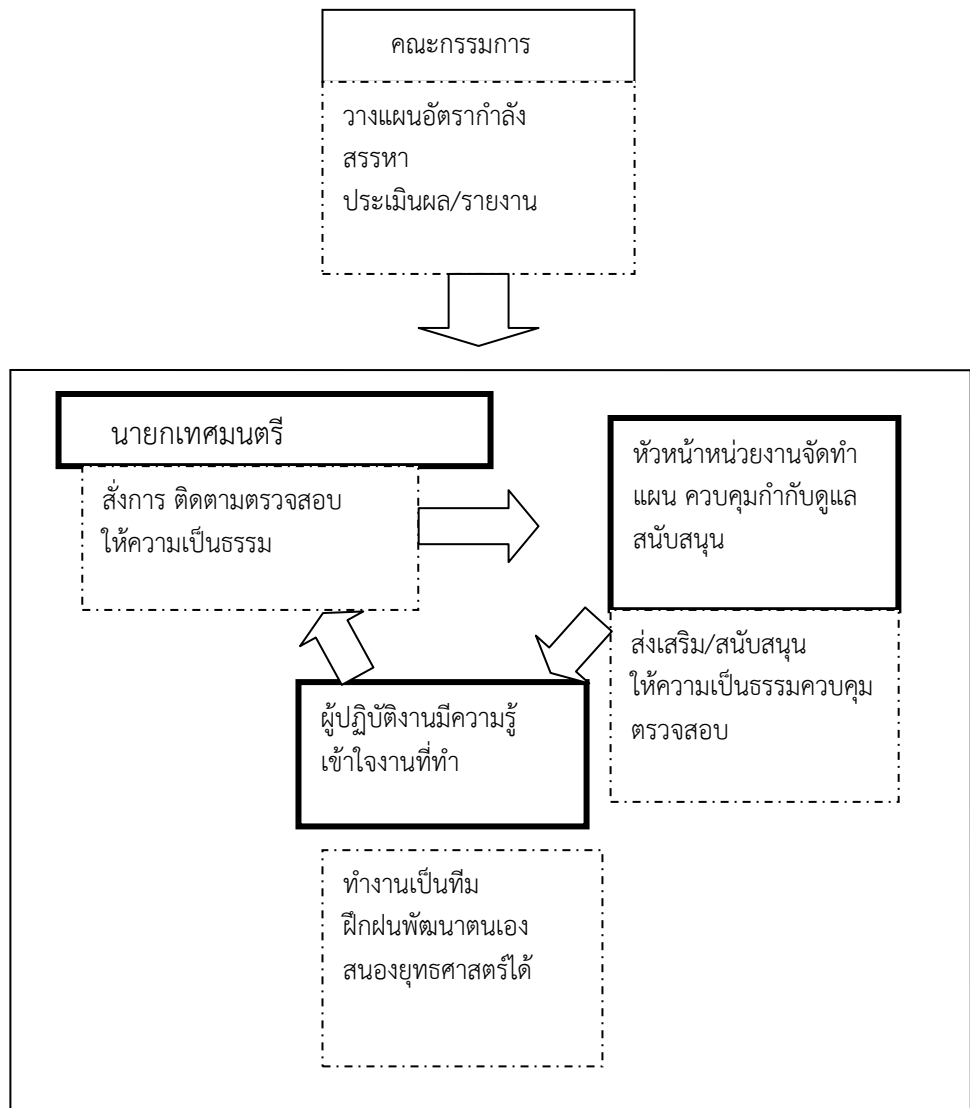 คณะกรรมการ
วางแผนอัตรากำลัง
สรรหา
ประเมินผล/รายงาน
นายกเทศมนตรี
สั่งการ ติดตามตรวจสอบ
ให้ความเป็นธรรม
หัวหน้าหน่วยงานจัดทำ
แผน ควบคุมกำกับดูแล
สนับสนุน
ส่งเสริม/สนับสนุน
ให้ความเป็นธรรมควบคุม
ตรวจสอบ
ผู้ปฏิบัติงานมีความรู้
เข้าใจงานที่ทำ
ทำงานเป็นทีม
ฝึกฝนพัฒนาตนเอง
สนองยุทธศาสตร์ได้